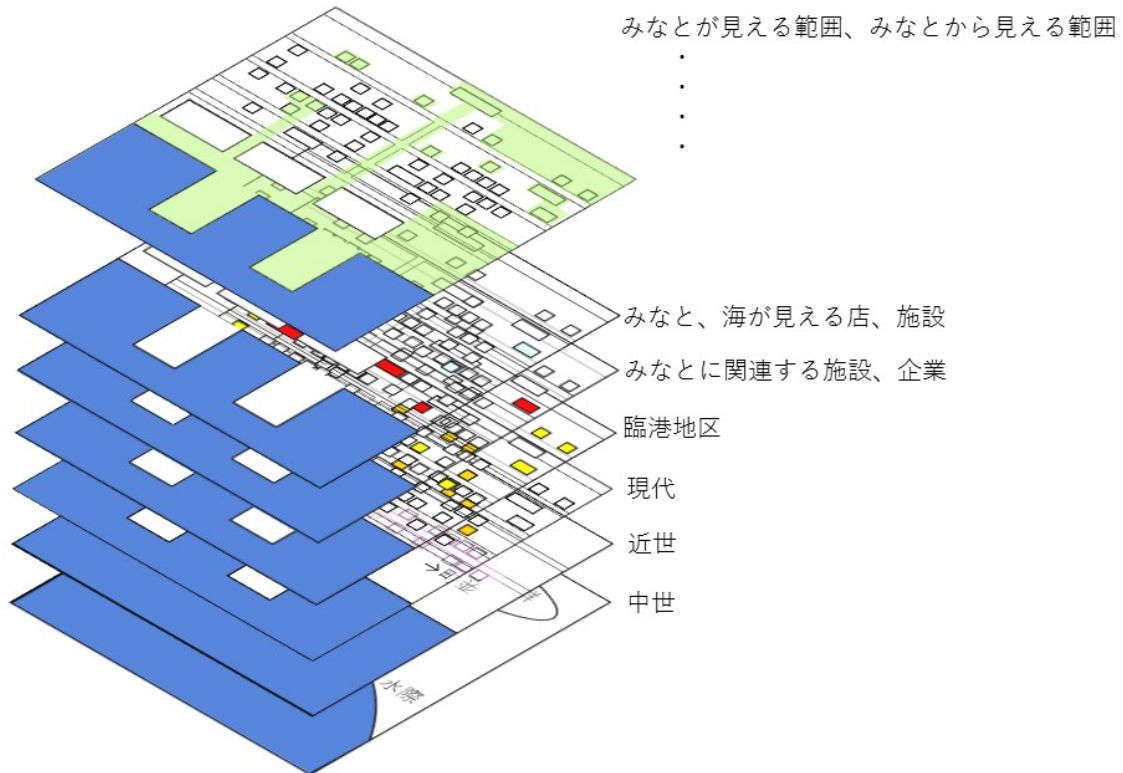 みなとが見える範囲、みなとから見える範囲
・
・
・
・
みなと、海が見える店、施設
みなとに関連する施設、企業
臨港地区
現代
近世
中世
水際